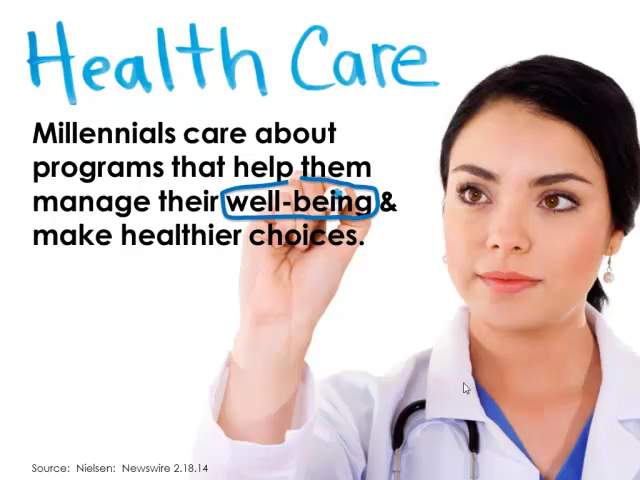 Health Care
Millennials care about
programs that help them
manage their well-being &
make healthier choices.
Source: Nielsen: Newswire 2.18.14